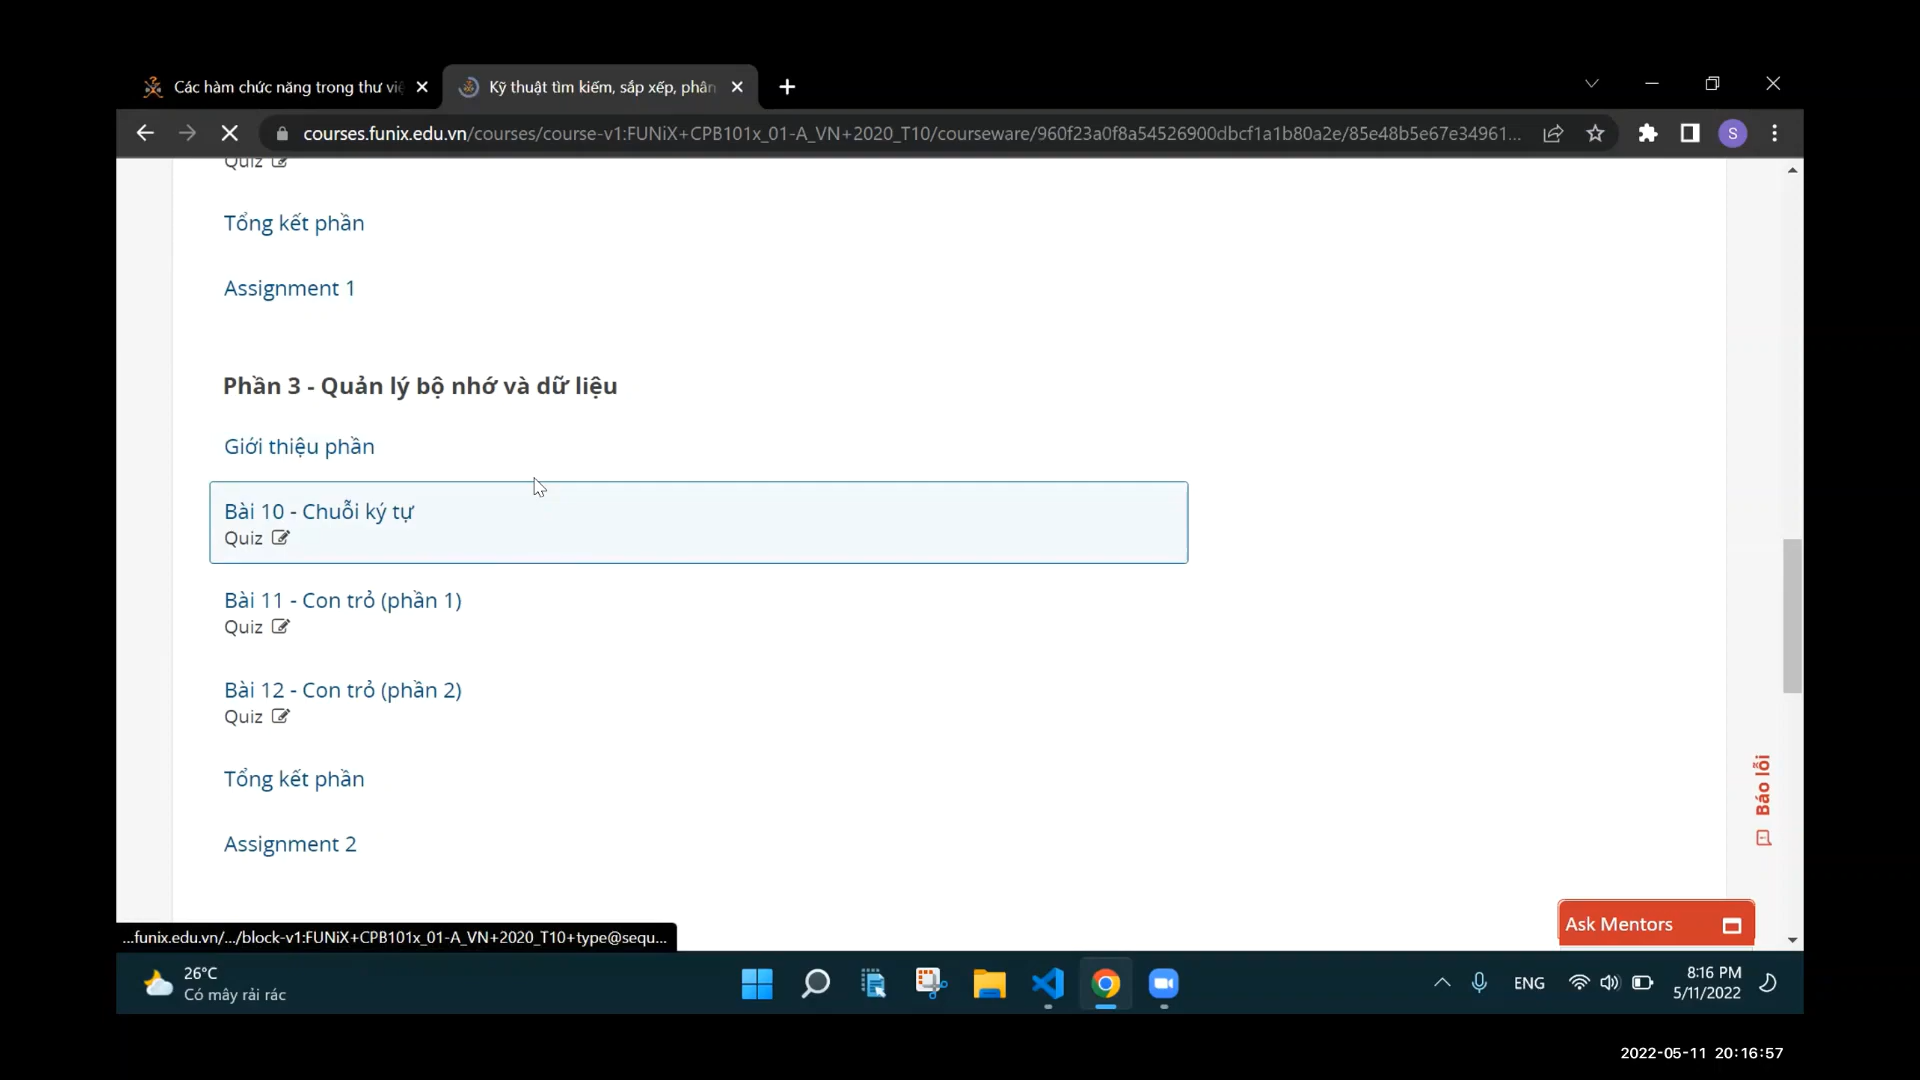 Các hàm chức năng trong thư việ
Kỹ thuật tìm kiếm, sắp xếp, phân
courses.funix.edu.vn/courses/course-v1:FUNiX+CPB101x_01-A_VN+2020_T10/courseware/960f23a0f8a54526900dbcf1a1b80a2e/85e48b5e67e34961...
S
Quiz
Tổng kết phần
Assignment 1
Phần 3 - Quản lý bộ nhớ và dữ liệu
Giới thiệu phần
Bài 10 - Chuỗi ký tự
Quiz
Bài 11 - Con trỏ (phần 1)
Quiz
Bài 12 - Con trỏ (phần 2)
Quiz
Tổng kết phần
Assignment 2
Báo lỗi
Ask Mentors
...funix.edu.vn/.../block-v1:FUNiX+CPB101x_01-A_VN+2020_T10+type@sequ...
26°C
Có mây rải rác
ENG
8:16 PM
5/11/2022
2022-05-11 20:16:57